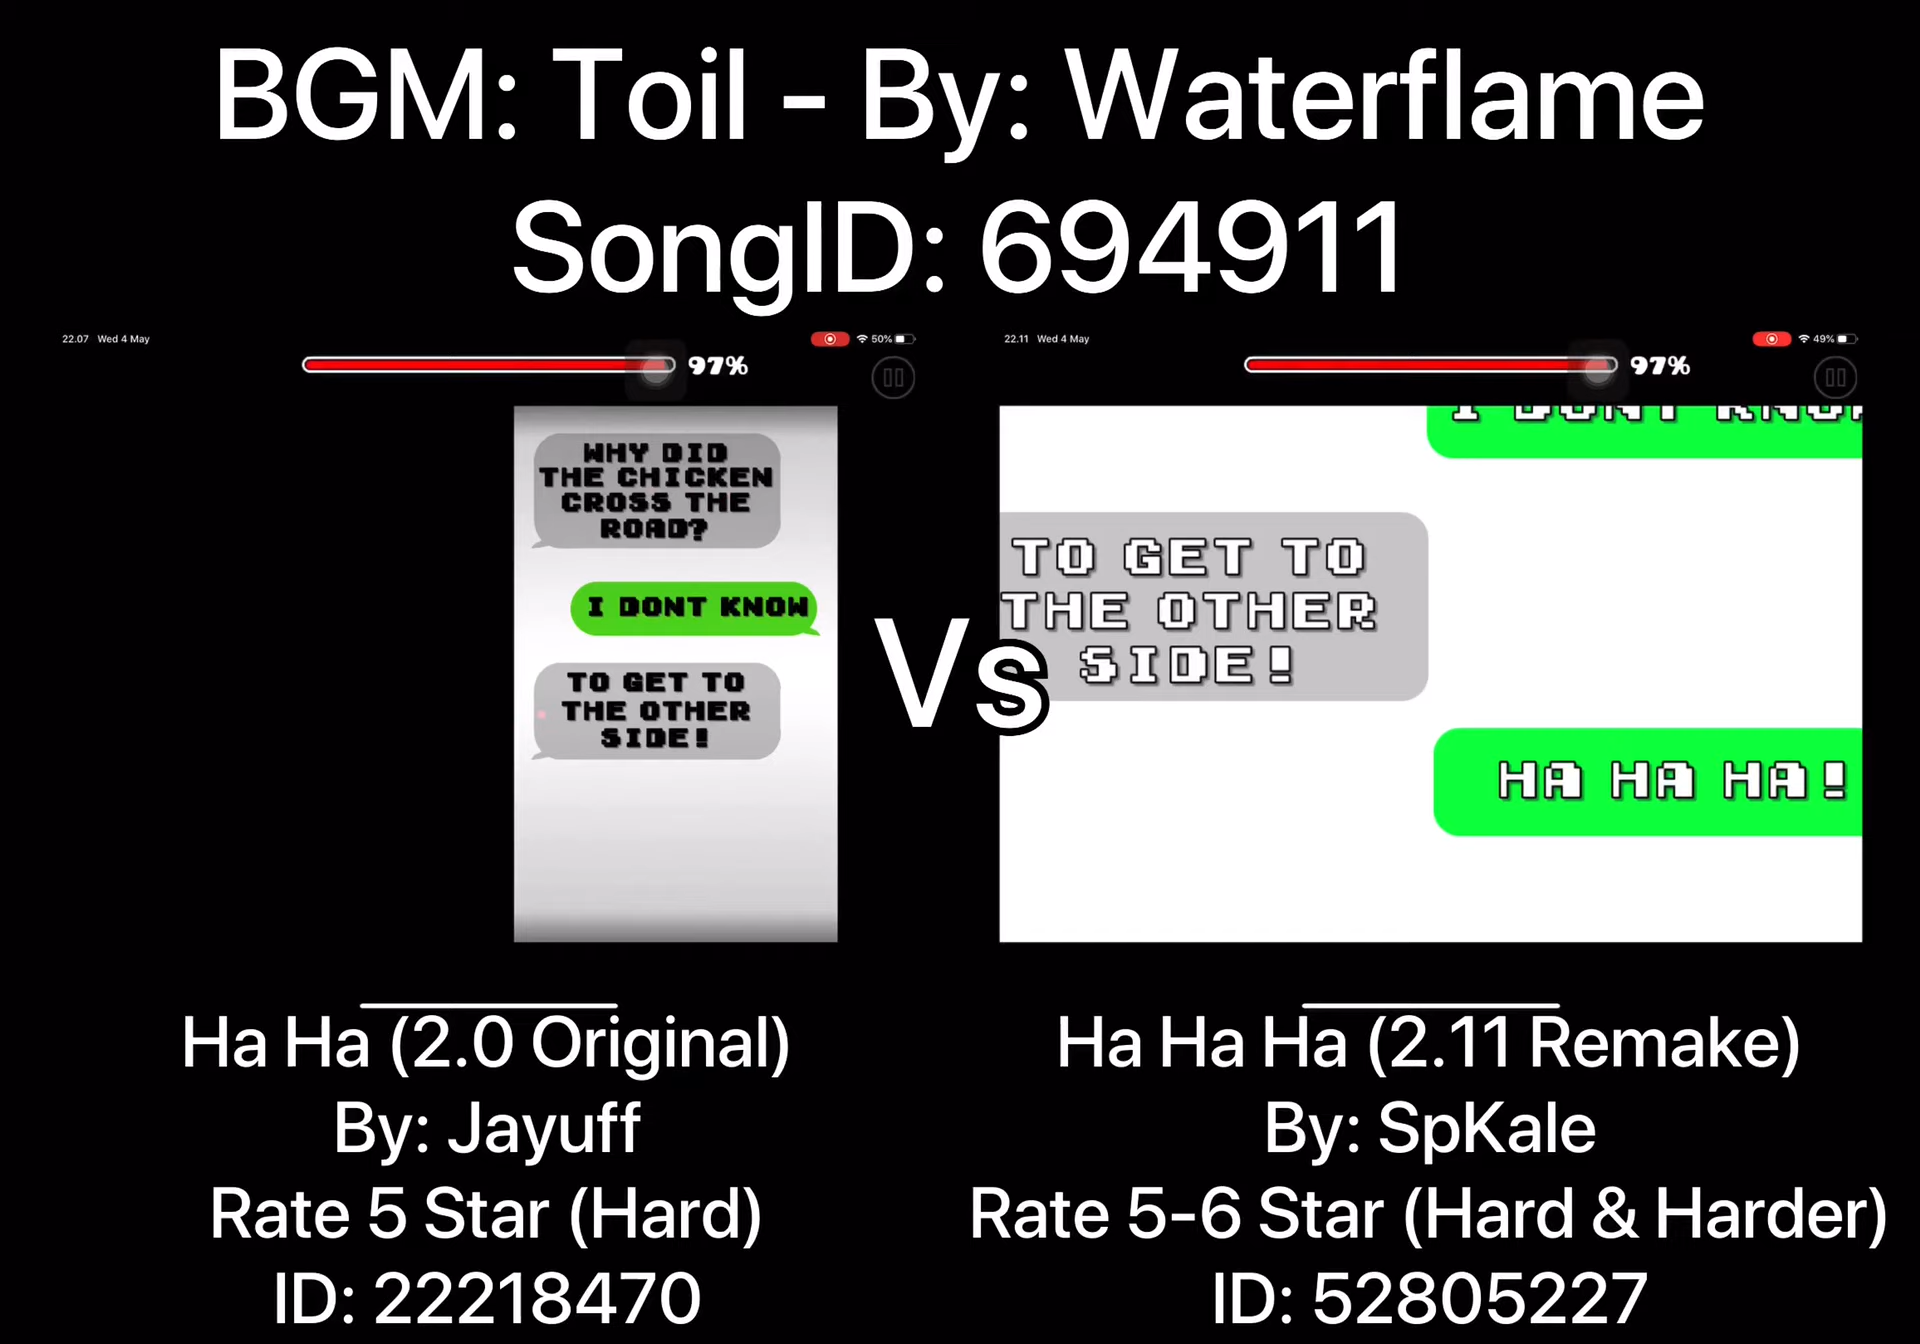 BGM: Toil - By: Waterflame
SongID: 694911
22.07 Wed 4 May
50%
97%
WHY DID
THE CHICKEN
CROSS THE
ROAD?
I DONT KNOW
TO GET TO
THE OTHER
SIDE!
Vs
22.11 Wed 4 May
49%
97%
I DONT KNOW
TO GET TO
THE OTHER
SIDE!
HA HA HA!
Ha Ha (2.0 Original)
By: Jayuff
Rate 5 Star (Hard)
ID: 22218470
Ha Ha Ha (2.11 Remake)
By: SpKale
Rate 5-6 Star (Hard & Harder)
ID: 52805227